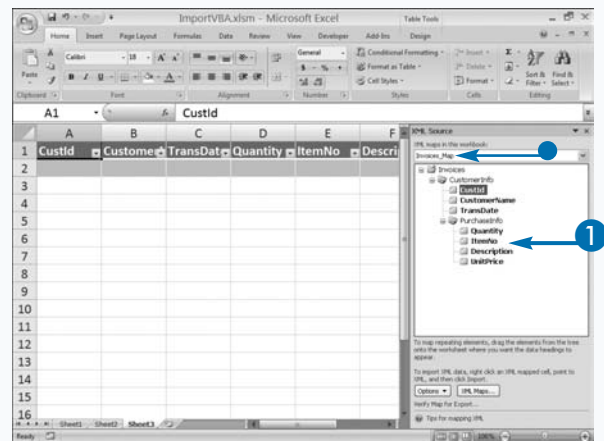 ImportVBA.xlsm - Microsoft Excel
Table Tools
Home Insert Page Layout Formulas Data Review View Developer Add-Ins Design
Paste
Calibri
18
General
Conditional Formatting
Format as Table
Cell Styles
Insert
Delete
Format
Sort & Filter
Find & Select
Clipboard Font Alignment Number Styles Cells Editing
A1
fx
CustId
A B C D E F
1 CustId Customer TransDate Quantity ItemNo Descri
2
3
4
5
6
7
8
9
10
11
12
13
14
15
16
XML Source
XML maps in this workbook:
Invoices_Map
Invoices
CustomerInfo
CustId
CustomerName
TransDate
PurchaseInfo
Quantity
ItemNo
Description
UnitPrice
1
To map repeating elements, drag the elements from the tree
onto the worksheet where you want the data headings to
appear.
To import XML data, right click an XML mapped cell, point to
XML, and then click Import.
Options XML Maps...
Verify Map for Export...
Tips for mapping XML
Sheet1 Sheet2 Sheet3
Ready
100%